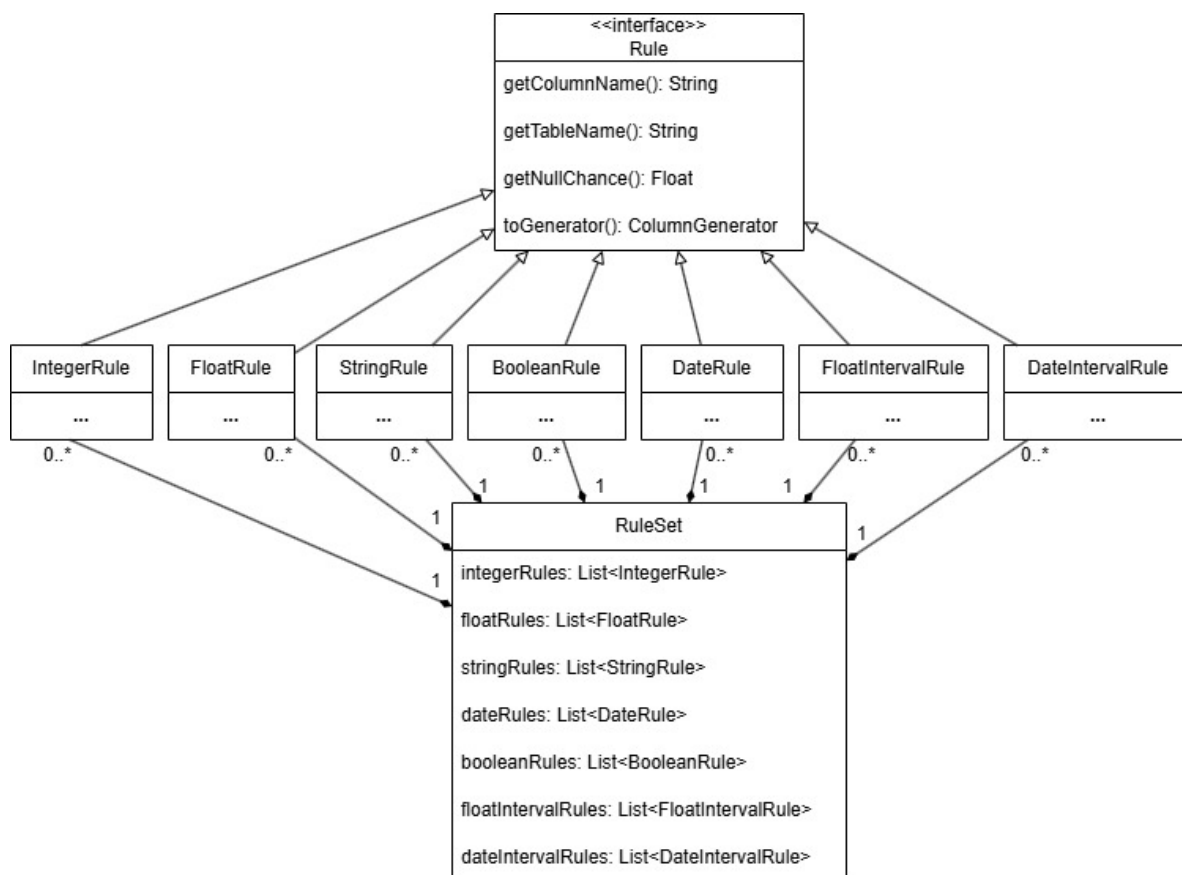 <<interface>>
Rule
getColumnName(): String
getTableName(): String
getNullChance(): Float
toGenerator(): ColumnGenerator
IntegerRule
...
FloatRule
...
StringRule
...
BooleanRule
...
DateRule
...
FloatIntervalRule
...
DateIntervalRule
...
0..*
0..*
0..*
0..*
0..*
0..*
0..*
1
1
1
1
1
1
1
RuleSet
integerRules: List<IntegerRule>
floatRules: List<FloatRule>
stringRules: List<StringRule>
dateRules: List<DateRule>
booleanRules: List<BooleanRule>
floatIntervalRules: List<FloatIntervalRule>
dateIntervalRules: List<DateIntervalRule>